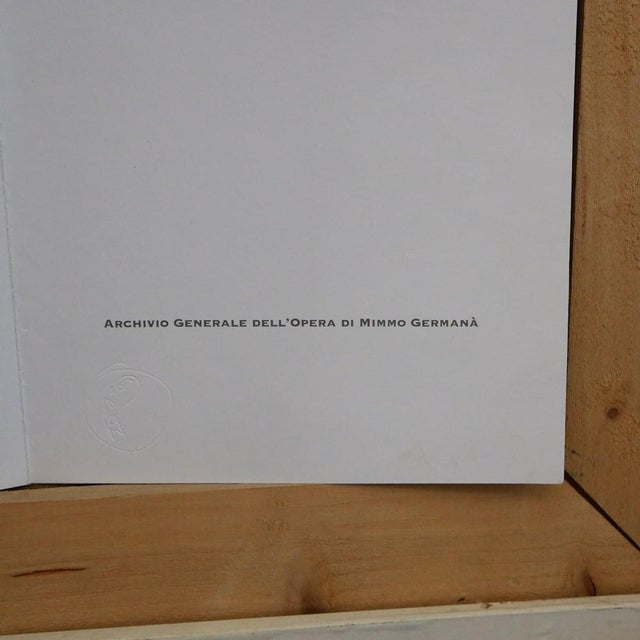 Archivio Generale dell'Opera di Mimmo Germanà